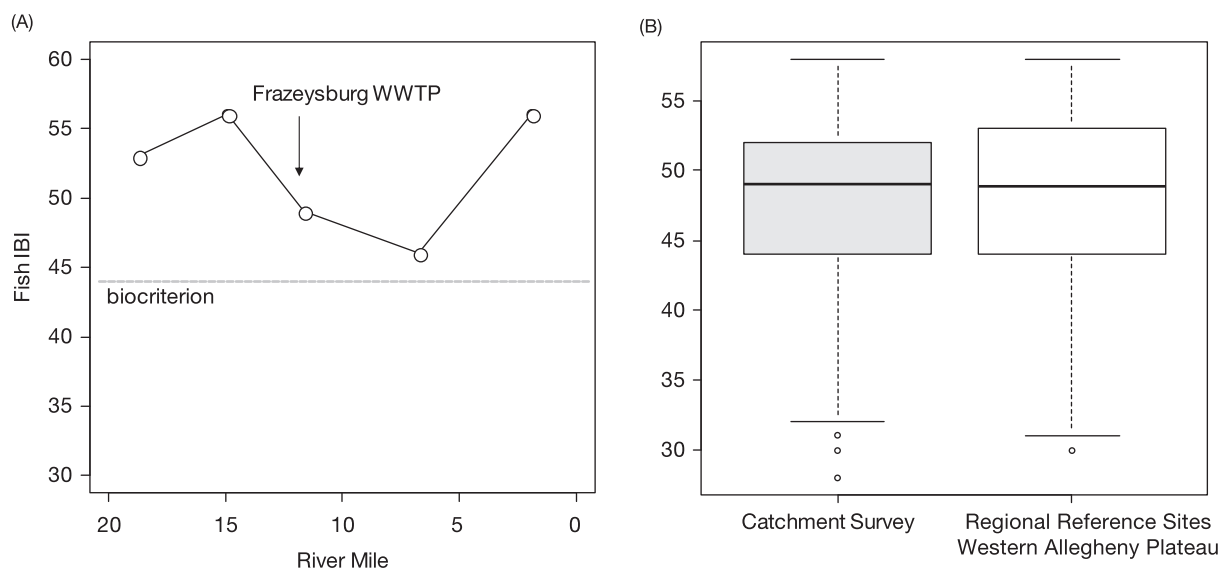 (A)
60
55
50
45
40
35
30
Fish IBI
Frazeysburg WWTP
biocriterion
20
15
10
5
0
River Mile
(B)
55
50
45
40
35
30
Catchment Survey
Regional Reference Sites
Western Allegheny Plateau